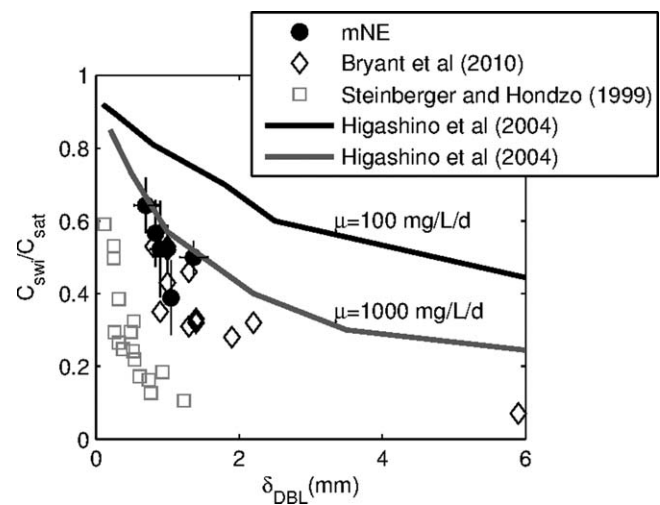 mNE
Bryant et al (2010)
Steinberger and Hondzo (1999)
Higashino et al (2004)
Higashino et al (2004)
1
0.8
0.6
0.4
0.2
0
C_swi/C_sat
μ=100 mg/L/d
μ=1000 mg/L/d
0 2 4 6
δ_DBL(mm)